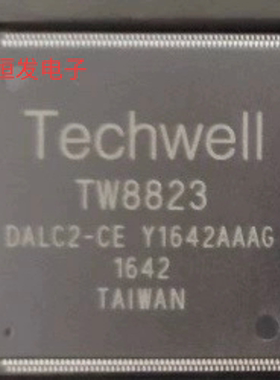 恒发电子
Techwell
TW8823
DALC2-CE Y1642AAAG
1642
TAIWAN